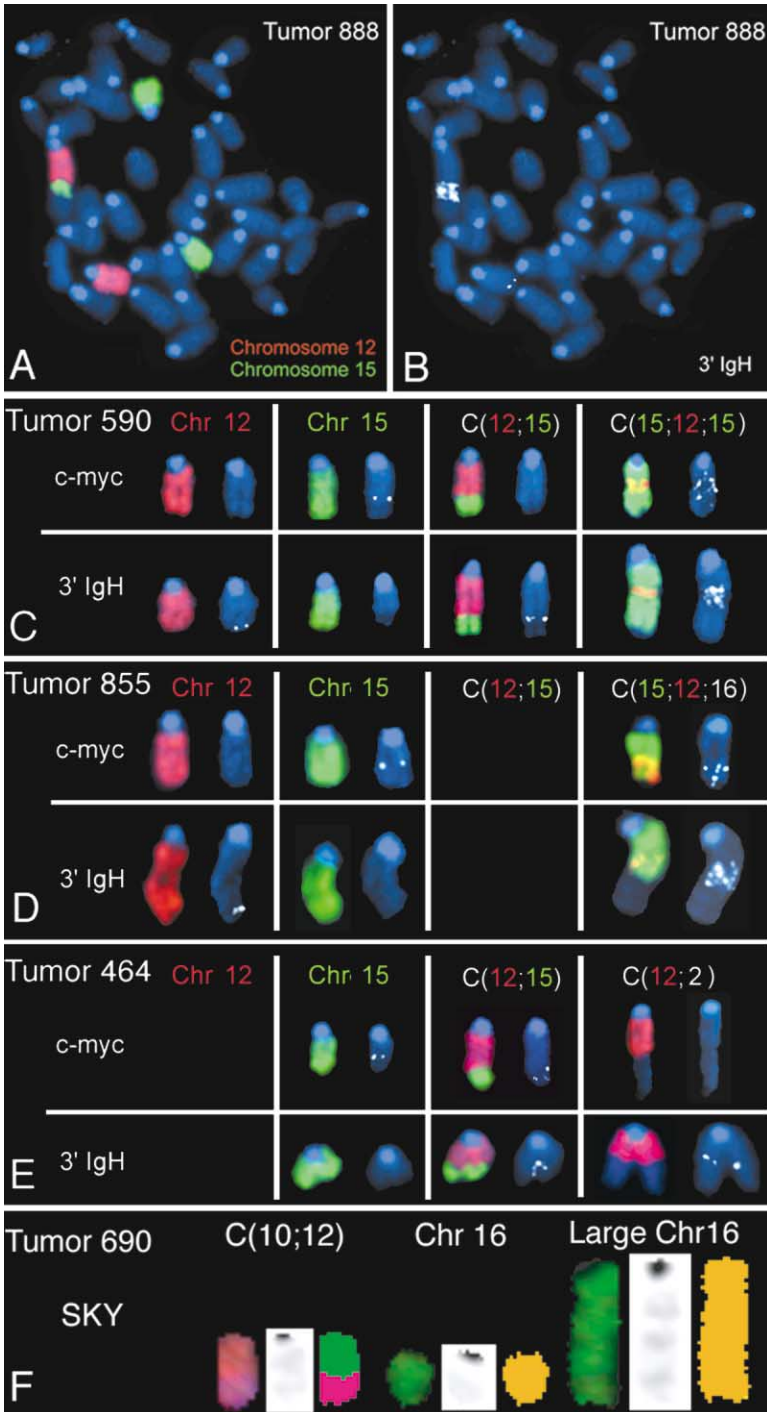 Tumor 888
Tumor 888
Chromosome 12
Chromosome 15
A
B
3' IgH
Tumor 590 Chr 12 Chr 15 C(12;15) C(15;12;15)
c-myc
3' IgH
C
Tumor 855 Chr 12 Chr 15 C(12;15) C(15;12;16)
c-myc
3' IgH
D
Tumor 464 Chr 12 Chr 15 C(12;15) C(12;2)
c-myc
3' IgH
E
Tumor 690 C(10;12) Chr 16 Large Chr16
SKY
F